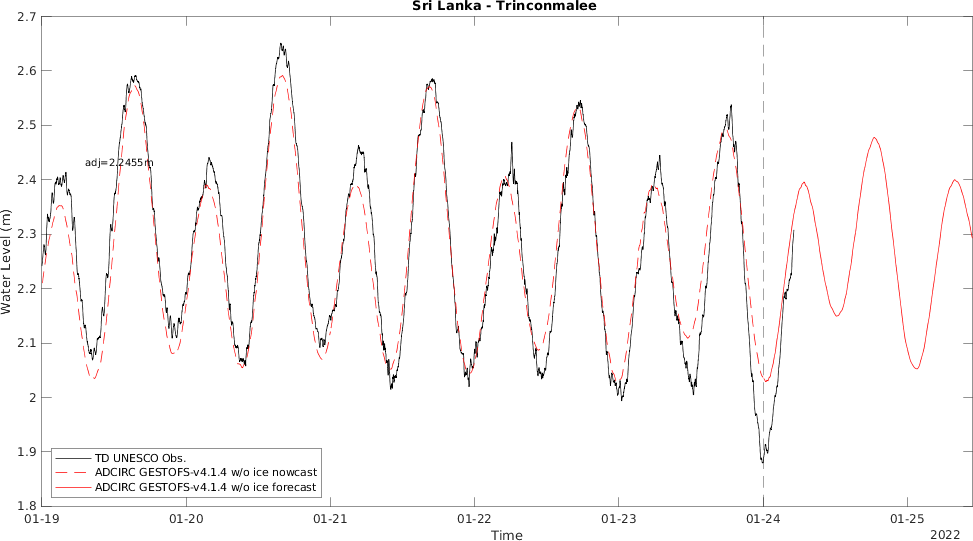 Sri Lanka - Trinconmalee
2.7
2.6
2.5
2.4
2.3
2.2
2.1
2
1.9
1.8
Water Level (m)
adj=2.2455m
TD UNESCO Obs.
ADCIRC GESTOFS-v4.1.4 w/o ice nowcast
ADCIRC GESTOFS-v4.1.4 w/o ice forecast
01-19 01-20 01-21 01-22 01-23 01-24 01-25
Time
2022